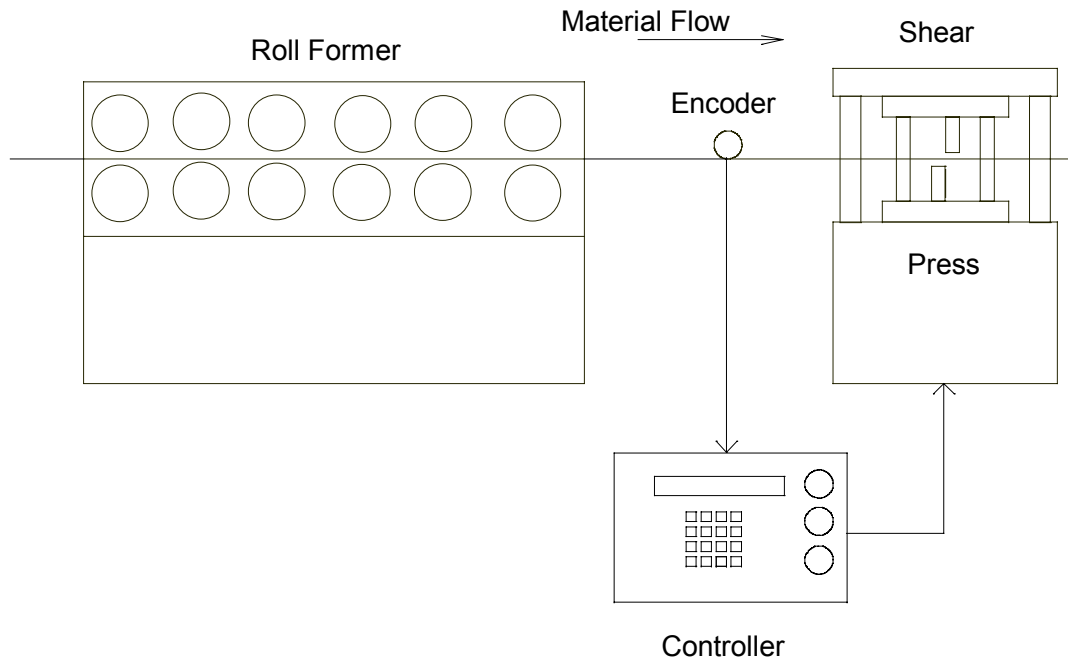 Material Flow
Shear
Roll Former
Encoder
Press
Controller